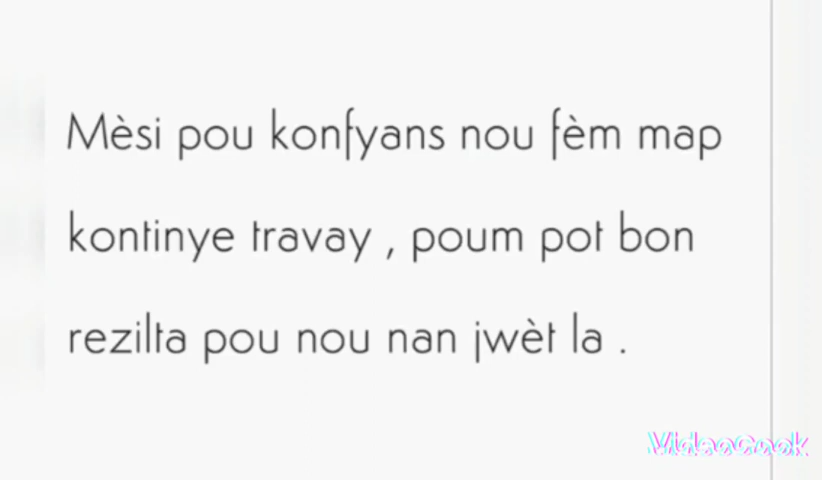 Mèsi pou konfyans nou fèm map
kontinye travay , poum pot bon
rezilta pou nou nan jwèt la .
VideoCook